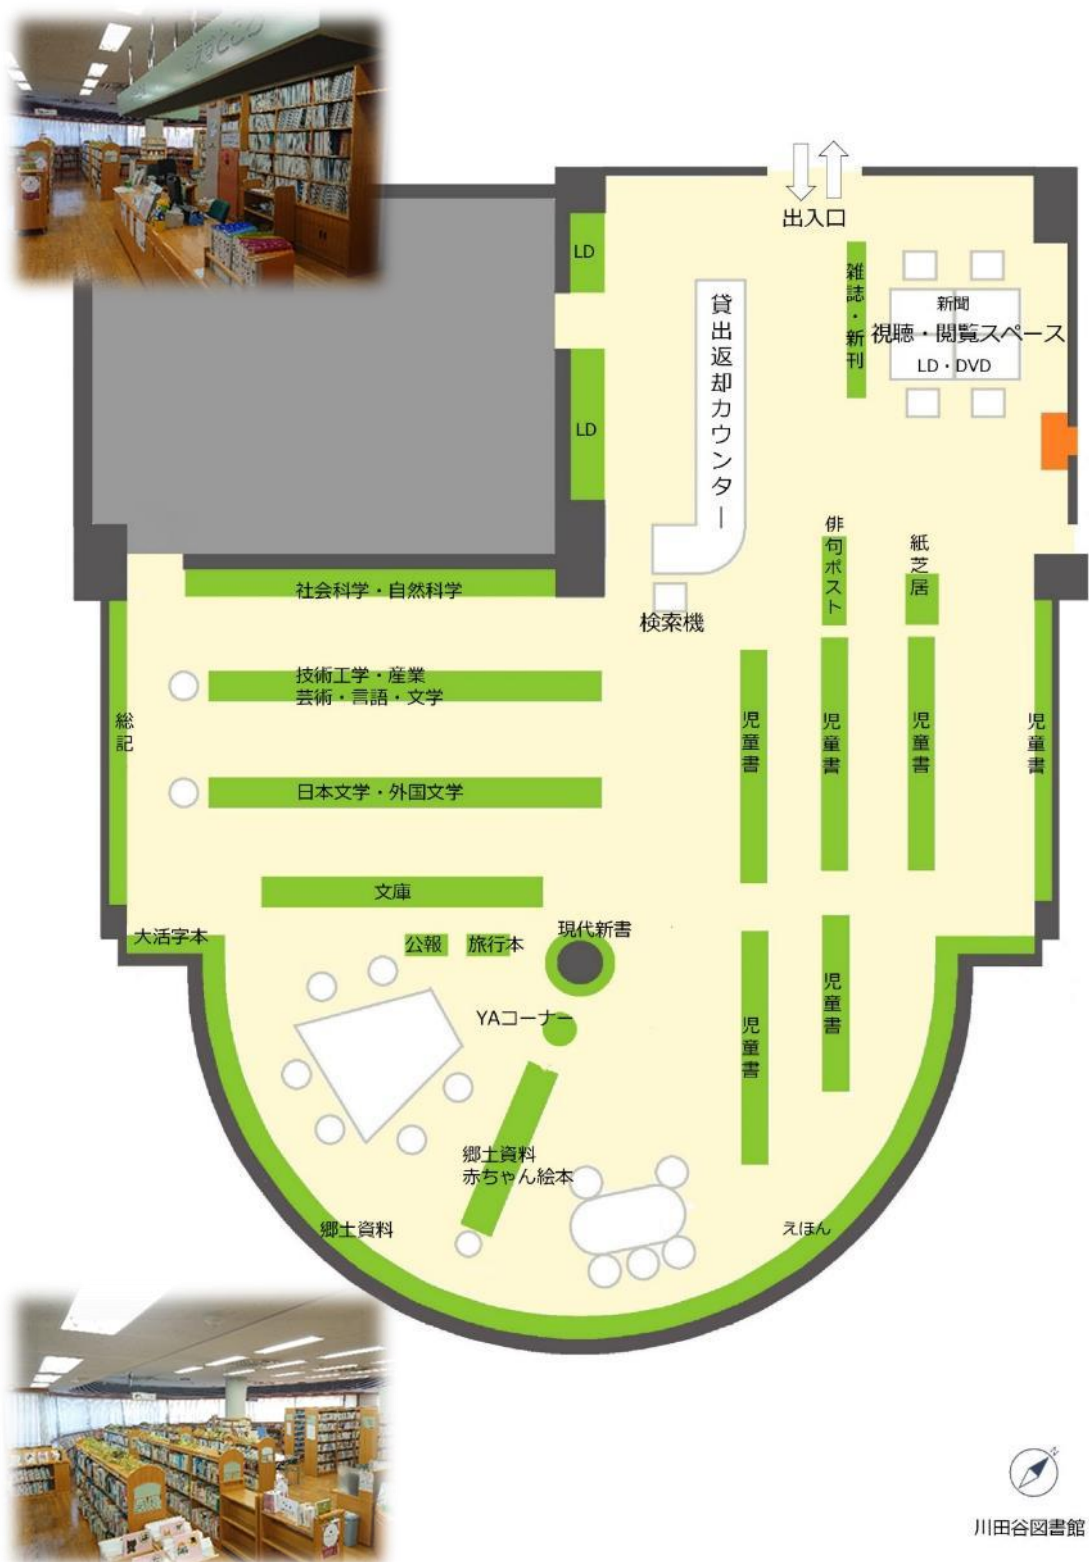 出入口
LD
雑誌・新刊
新聞
視聴・閲覧スペース
LD・DVD
貸出返却カウンター
LD
俳句ポスト
紙芝居
検索機
社会科学・自然科学
技術工学・産業
芸術・言語・文学
総記
児童書
児童書
児童書
児童書
日本文学・外国文学
文庫
大活字本
公報
旅行本
現代新書
YAコーナー
児童書
児童書
郷土資料
赤ちゃん絵本
郷土資料
えほん
N
川田谷図書館